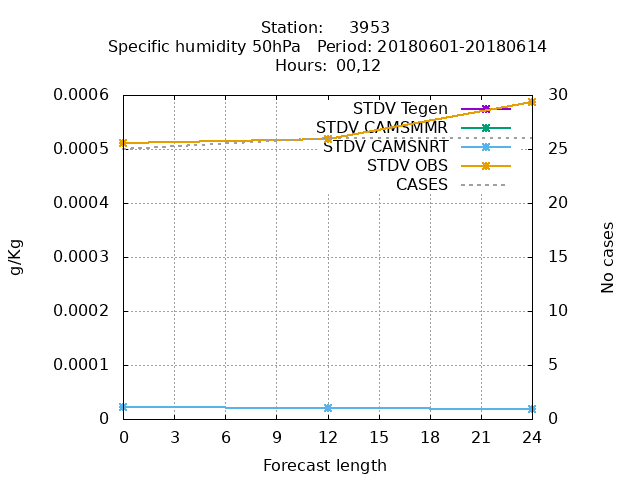 Station: 3953
Specific humidity 50hPa Period: 20180601-20180614
Hours: 00,12
0.0006
0.0005
0.0004
0.0003
0.0002
0.0001
0
g/Kg
STDV Tegen
STDV CAMSMMR
STDV CAMSNRT
STDV OBS
CASES
30
25
20
15
10
5
0
No cases
0 3 6 9 12 15 18 21 24
Forecast length